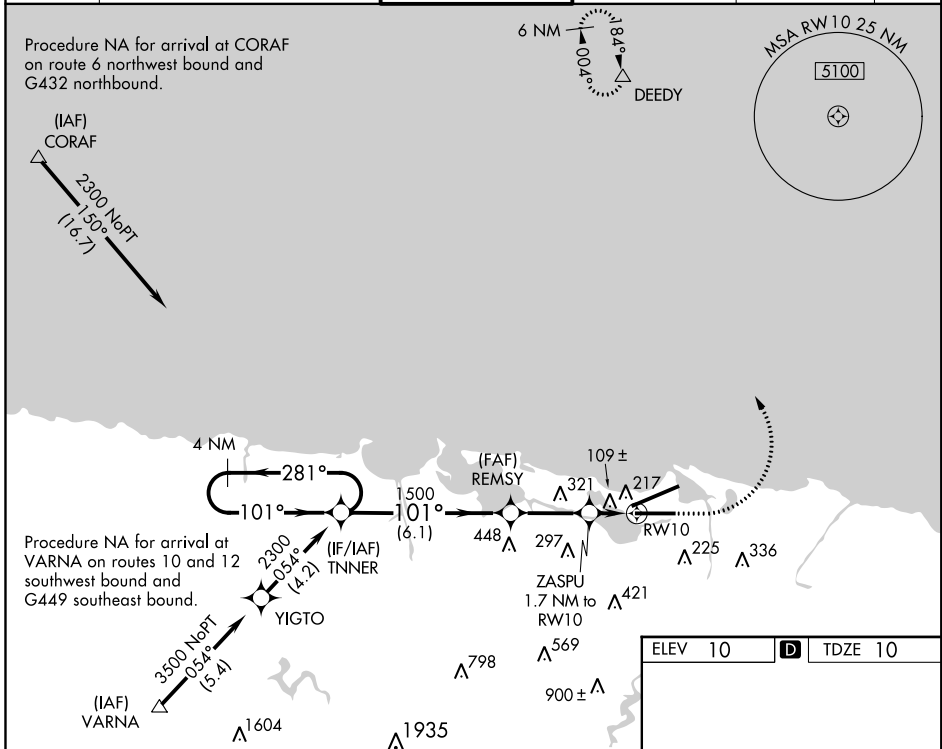 Procedure NA for arrival at CORAF
on route 6 northwest bound and
G432 northbound.
6 NM
184°
004°
DEEDY
MSA RW10 25 NM
5100
(IAF)
CORAF
2300 NoPT
150°
(16.7)
4 NM
281°
101°
(IF/IAF)
TNNER
1500
101°
(6.1)
(FAF)
REMSY
448
321
109 ±
217
297
RW10
225
336
ZASPU
1.7 NM to
RW10
421
Procedure NA for arrival at
VARNA on routes 10 and 12
southwest bound and
G449 southeast bound.
2300
054°
(4.2)
YIGTO
3500 NoPT
054°
(5.4)
(IAF)
VARNA
569
798
900 ±
1604
1935
ELEV 10
D
TDZE 10